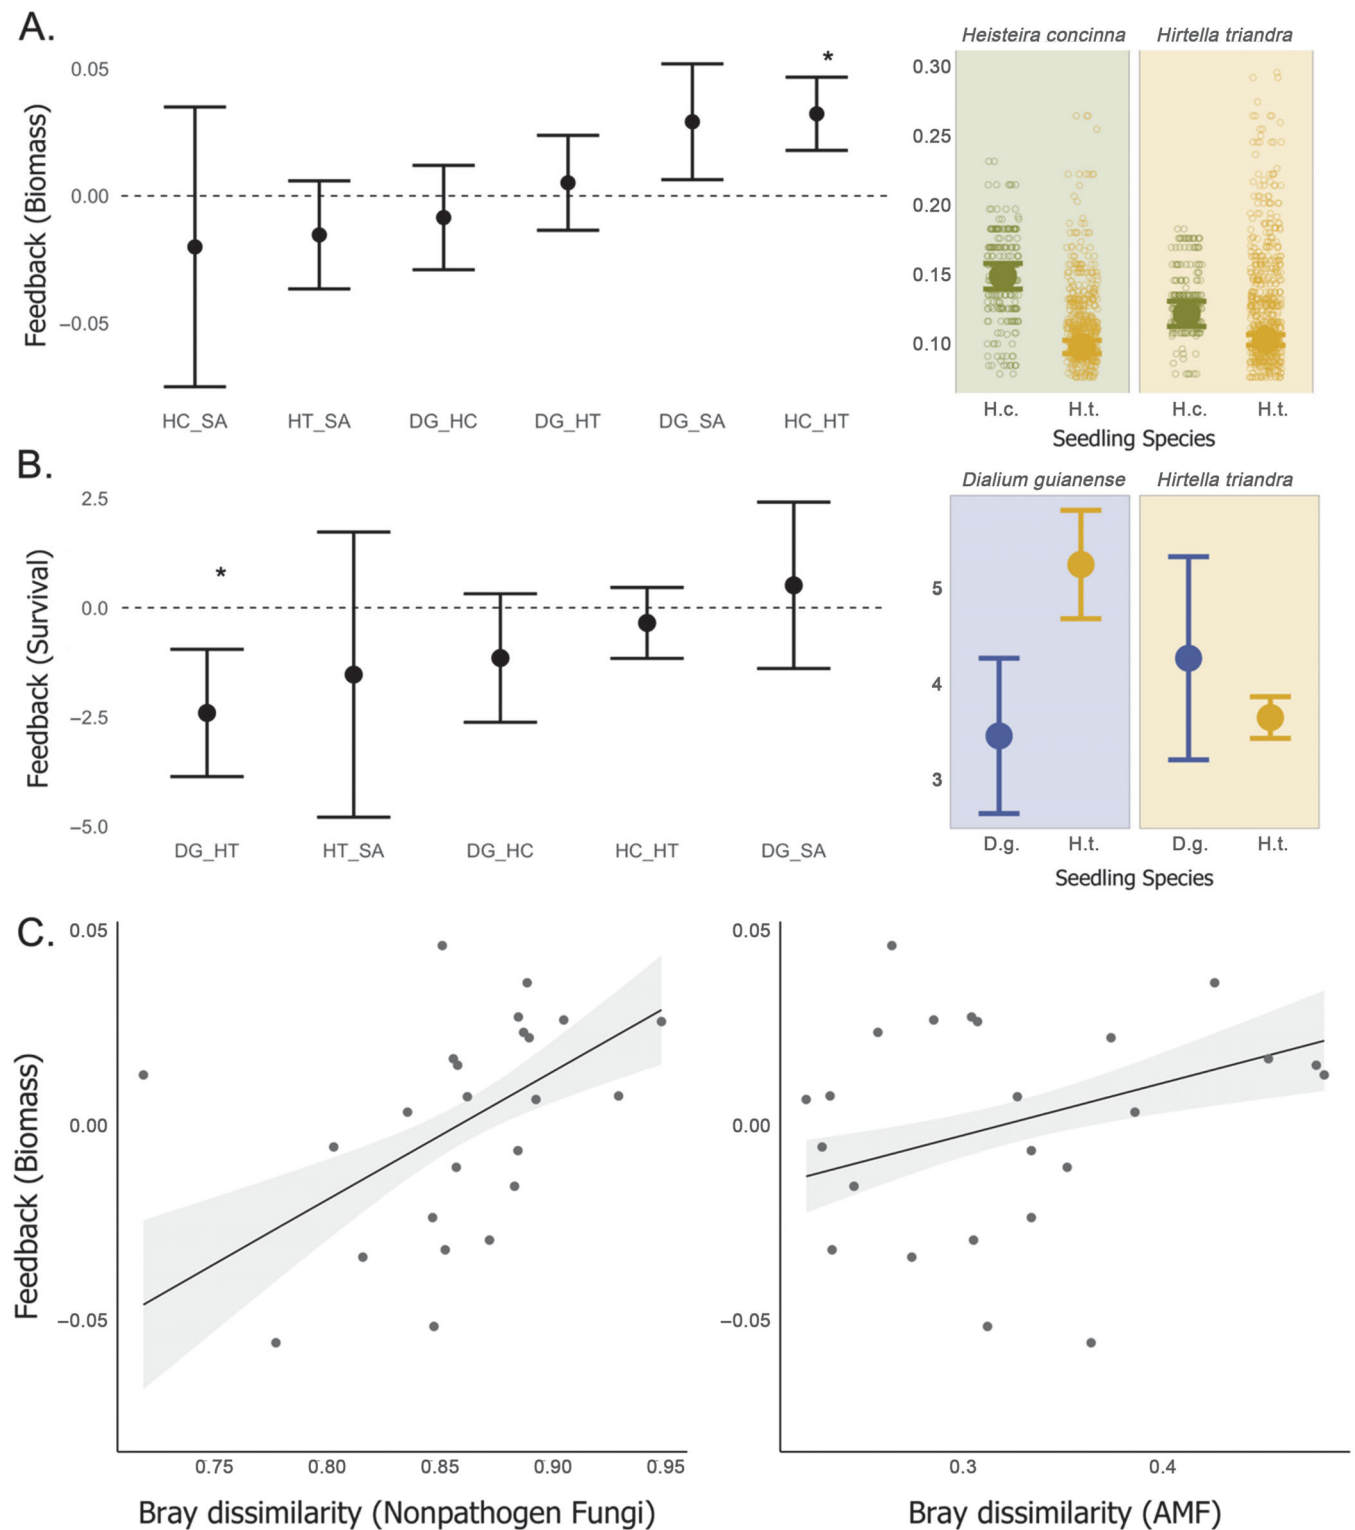 A.
Feedback (Biomass)
0.05
0.00
−0.05
*
HC_SA HT_SA DG_HC DG_HT DG_SA HC_HT
Heisteira concinna Hirtella triandra
0.30
0.25
0.20
0.15
0.10
H.c. H.t. H.c. H.t.
Seedling Species
B.
Feedback (Survival)
2.5
0.0
−2.5
−5.0
*
DG_HT HT_SA DG_HC HC_HT DG_SA
Dialium guianense Hirtella triandra
5
4
3
D.g. H.t. D.g. H.t.
Seedling Species
C.
Feedback (Biomass)
0.05
0.00
−0.05
0.75 0.80 0.85 0.90 0.95
Bray dissimilarity (Nonpathogen Fungi)
0.05
0.00
−0.05
0.3 0.4
Bray dissimilarity (AMF)